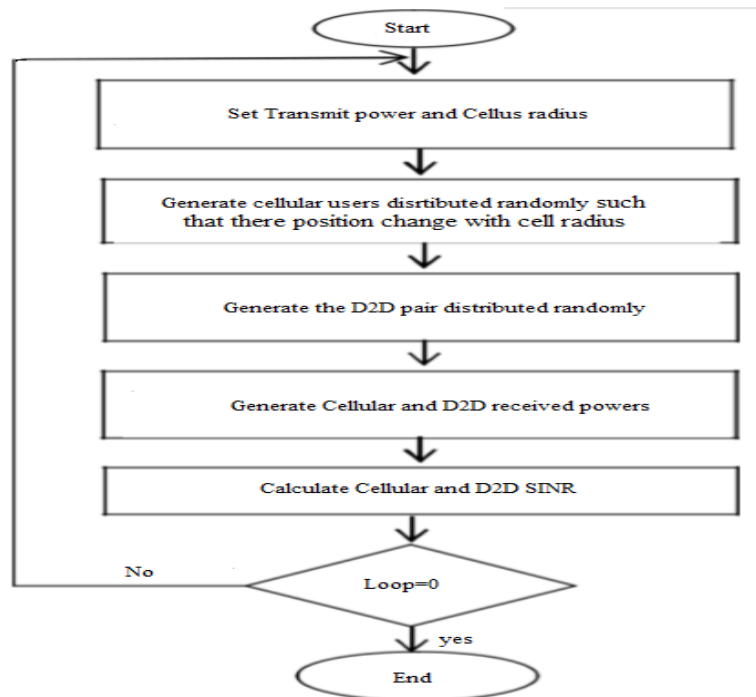 Start
Set Transmit power and Cellus radius
Generate cellular users disrtibuted randomly such
that there position change with cell radius
Generate the D2D pair distributed randomly
Generate Cellular and D2D received powers
Calculate Cellular and D2D SINR
No
Loop=0
yes
End